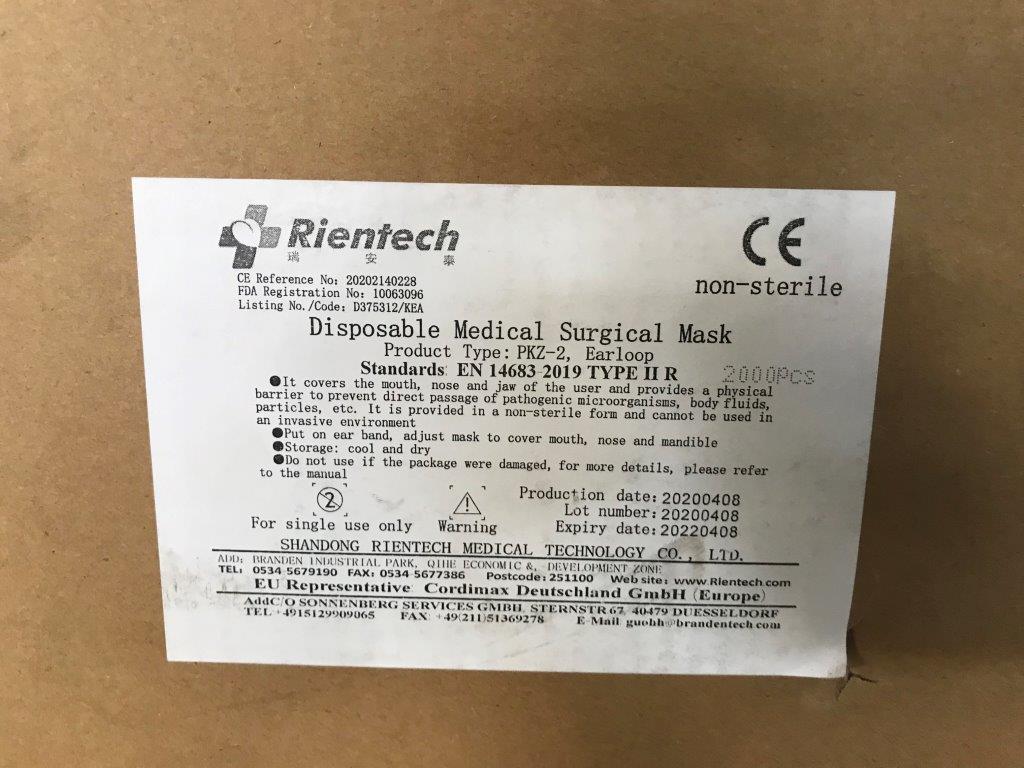 Rientech
瑞安泰
CE
non-sterile
CE Reference No: 20202140228
FDA Registration No: 10063096
Listing No./Code: D375312/KEA
Disposable Medical Surgical Mask
Product Type: PKZ-2, Earloop
Standards: EN 14683-2019 TYPE II R 2000PCS
●It covers the mouth, nose and jaw of the user and provides a physical
barrier to prevent direct passage of pathogenic microorganisms, body fluids,
particles, etc. It is provided in a non-sterile form and cannot be used in
an invasive environment
●Put on ear band, adjust mask to cover mouth, nose and mandible
●Storage: cool and dry
●Do not use if the package were damaged, for more details, please refer
to the manual
2
For single use only
!
Warning
Production date: 20200408
Lot number: 20200408
Expiry date: 20220408
SHANDONG RIENTECH MEDICAL TECHNOLOGY CO., LTD.
ADD: BRANDEN INDUSTRIAL PARK, QIHE ECONOMIC &. DEVELOPMENT ZONE
TEL: 0534-5679190 FAX: 0534-5677386 Postcode: 251100 Web site: www.Rientech.com
EU Representative: Cordimax Deutschland GmbH (Europe)
Add:C/O SONNENBERG SERVICES GMBH, STERNSTR 67, 40479 DUESSELDORF
TEL +4915129909065 FAX: +49(211)51369278 E-Mail: guobh@brandentech.com